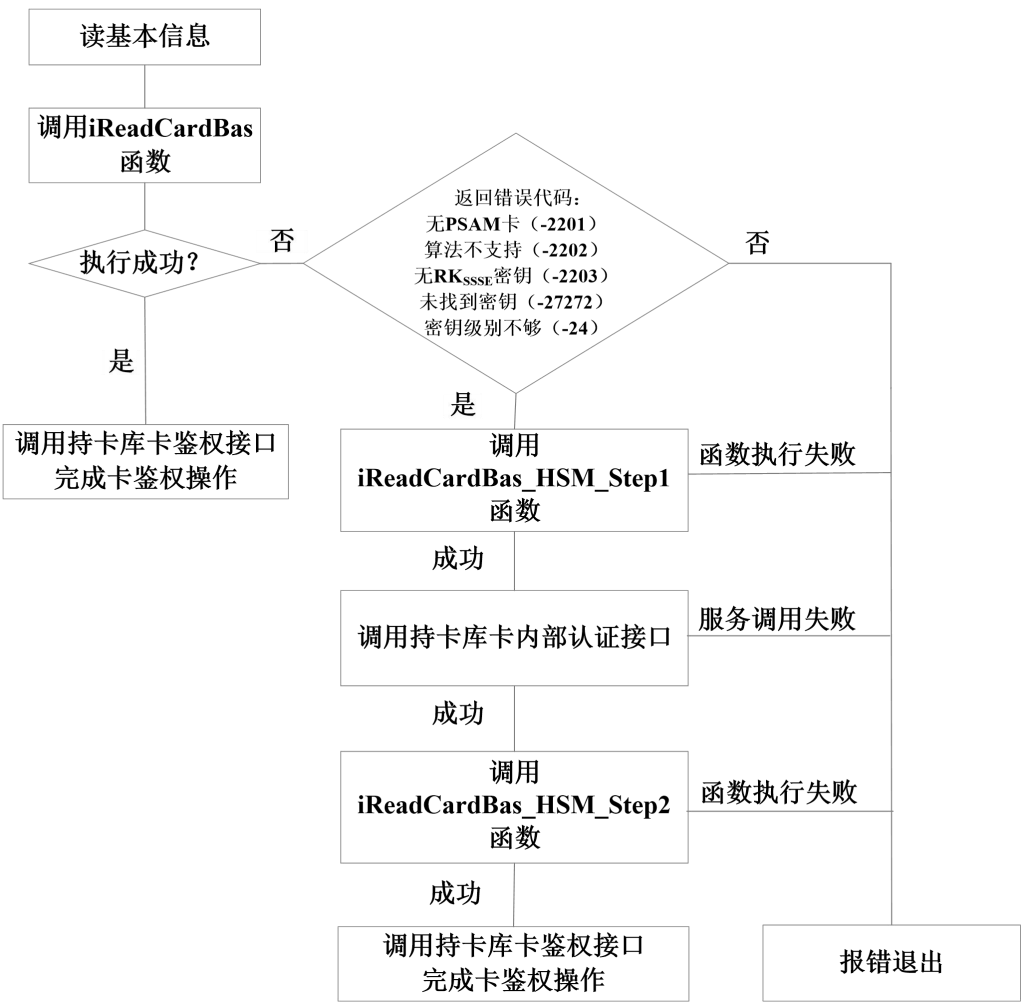 读基本信息
调用iReadCardBas
函数
执行成功？
否
返回错误代码：
无PSAM卡（-2201）
算法不支持（-2202）
无RKSSSE密钥（-2203）
未找到密钥（-27272）
密钥级别不够（-24）
否
是
调用持卡库卡鉴权接口
完成卡鉴权操作
是
调用
iReadCardBas_HSM_Step1
函数
函数执行失败
成功
调用持卡库卡内部认证接口
服务调用失败
成功
调用
iReadCardBas_HSM_Step2
函数
函数执行失败
成功
调用持卡库卡鉴权接口
完成卡鉴权操作
报错退出